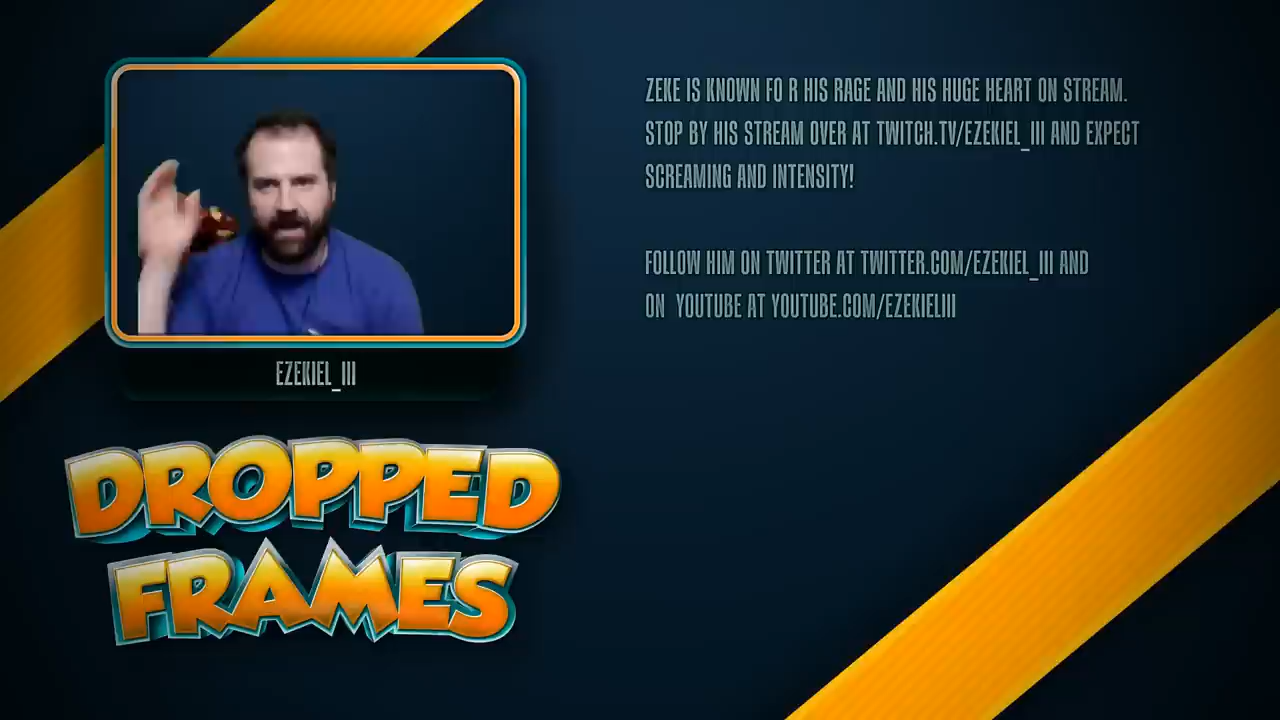 ZEKE IS KNOWN FO R HIS RAGE AND HIS HUGE HEART ON STREAM.
STOP BY HIS STREAM OVER AT TWITCH.TV/EZEKIEL_III AND EXPECT
SCREAMING AND INTENSITY!
FOLLOW HIM ON TWITTER AT TWITTER.COM/EZEKIEL_III AND
ON YOUTUBE AT YOUTUBE.COM/EZEKIELIII
EZEKIEL_III
DROPPED
FRAMES